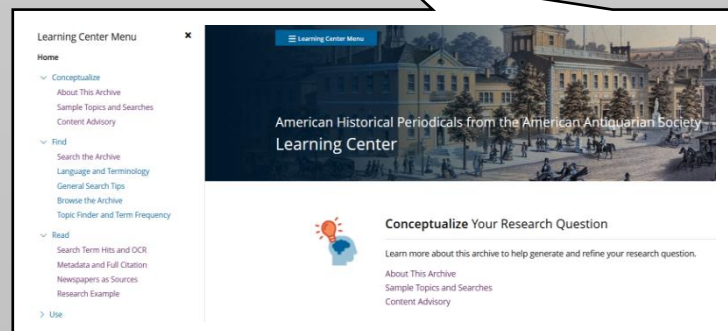 Learning Center Menu
×
Home
Conceptualize
About This Archive
Sample Topics and Searches
Content Advisory
Find
Search the Archive
Language and Terminology
General Search Tips
Browse the Archive
Topic Finder and Term Frequency
Read
Search Term Hits and OCR
Metadata and Full Citation
Newspapers as Sources
Research Example
Use
Learning Center Menu
American Historical Periodicals from the American Antiquarian Society
Learning Center
Conceptualize Your Research Question
Learn more about this archive to help generate and refine your research question.
About This Archive
Sample Topics and Searches
Content Advisory